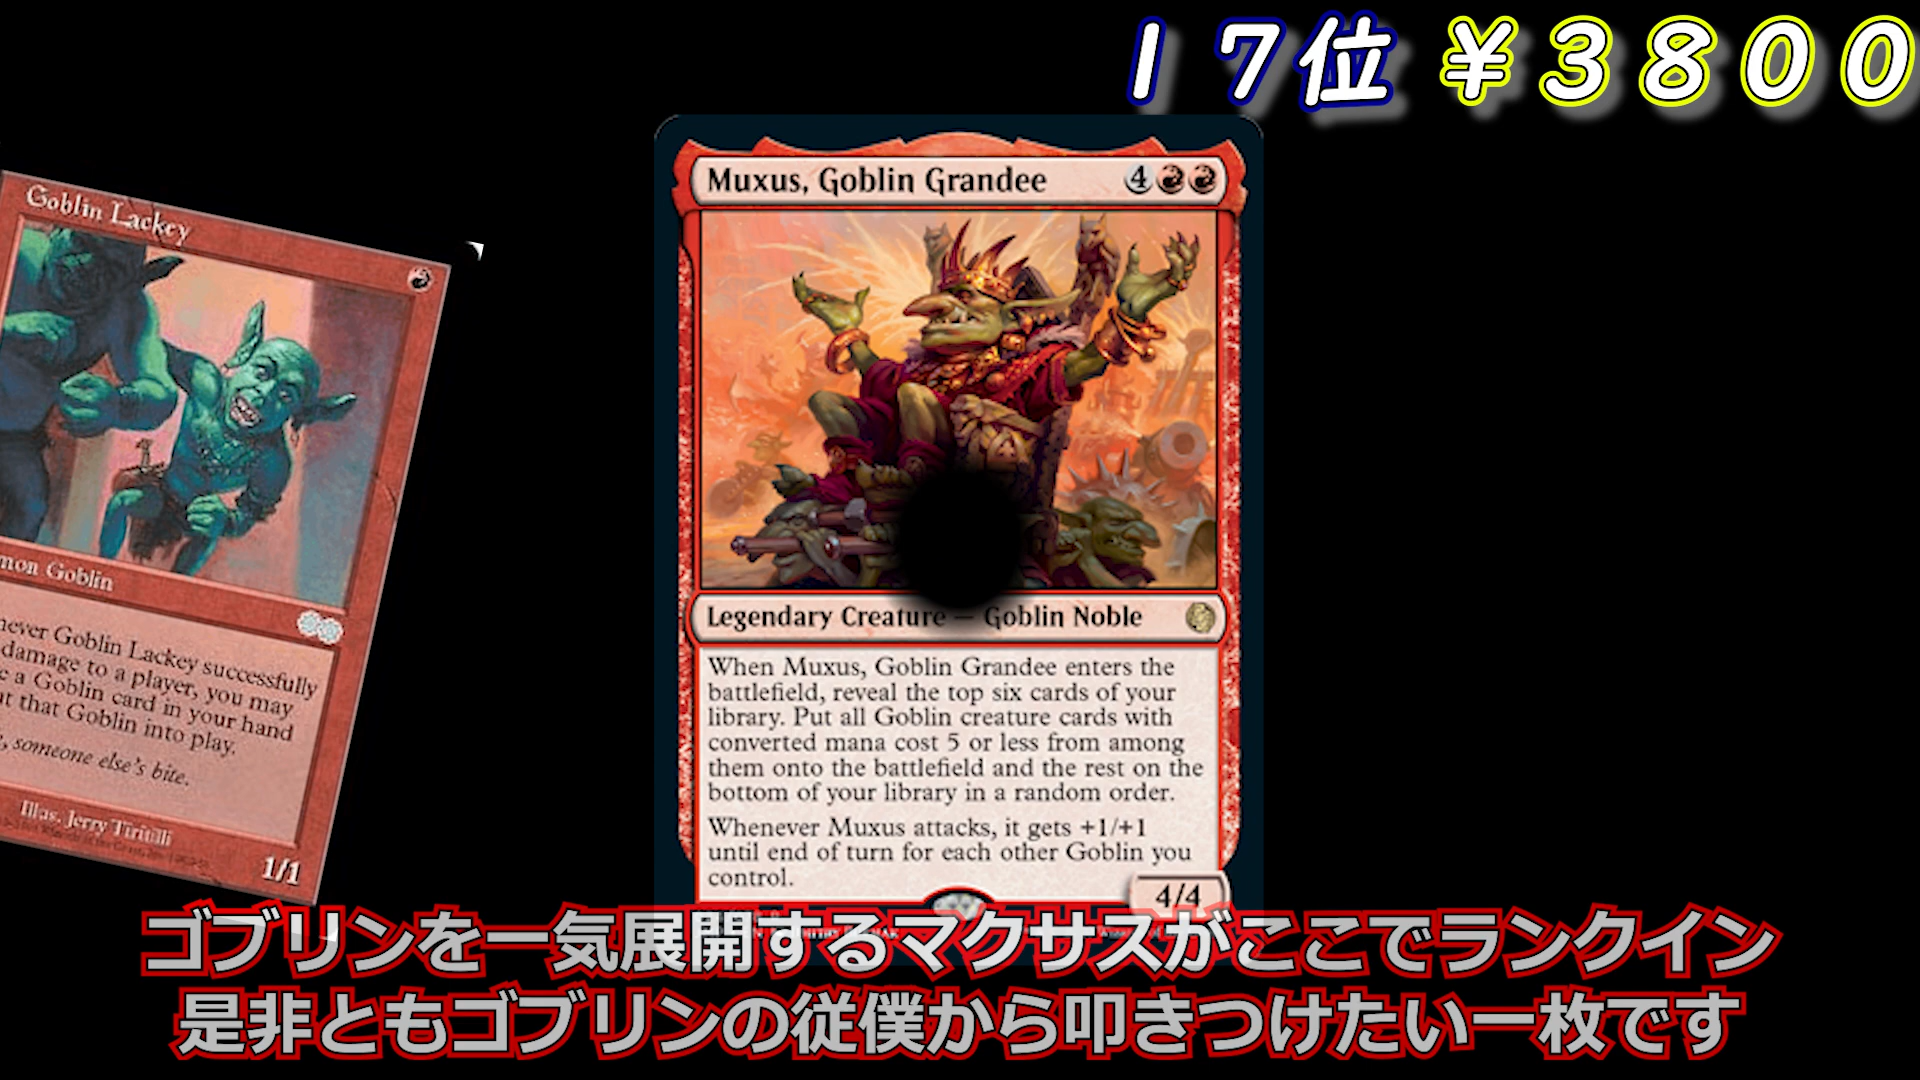 17位 ¥3800
Goblin Lackey
mon Goblin
never Goblin Lackey successfully
damage to a player, you may
e a Goblin card in your hand
t that Goblin into play.
, someone else's bite.
Illus. Jerry Tiritilli
1/1
Muxus, Goblin Grandee 4
Legendary Creature — Goblin Noble
When Muxus, Goblin Grandee enters the
battlefield, reveal the top six cards of your
library. Put all Goblin creature cards with
converted mana cost 5 or less from among
them onto the battlefield and the rest on the
bottom of your library in a random order.
Whenever Muxus attacks, it gets +1/+1
until end of turn for each other Goblin you
control.
4/4
ゴブリンを一気展開するマクサスがここでランクイン
是非ともゴブリンの従僕から叩きつけたい一枚です